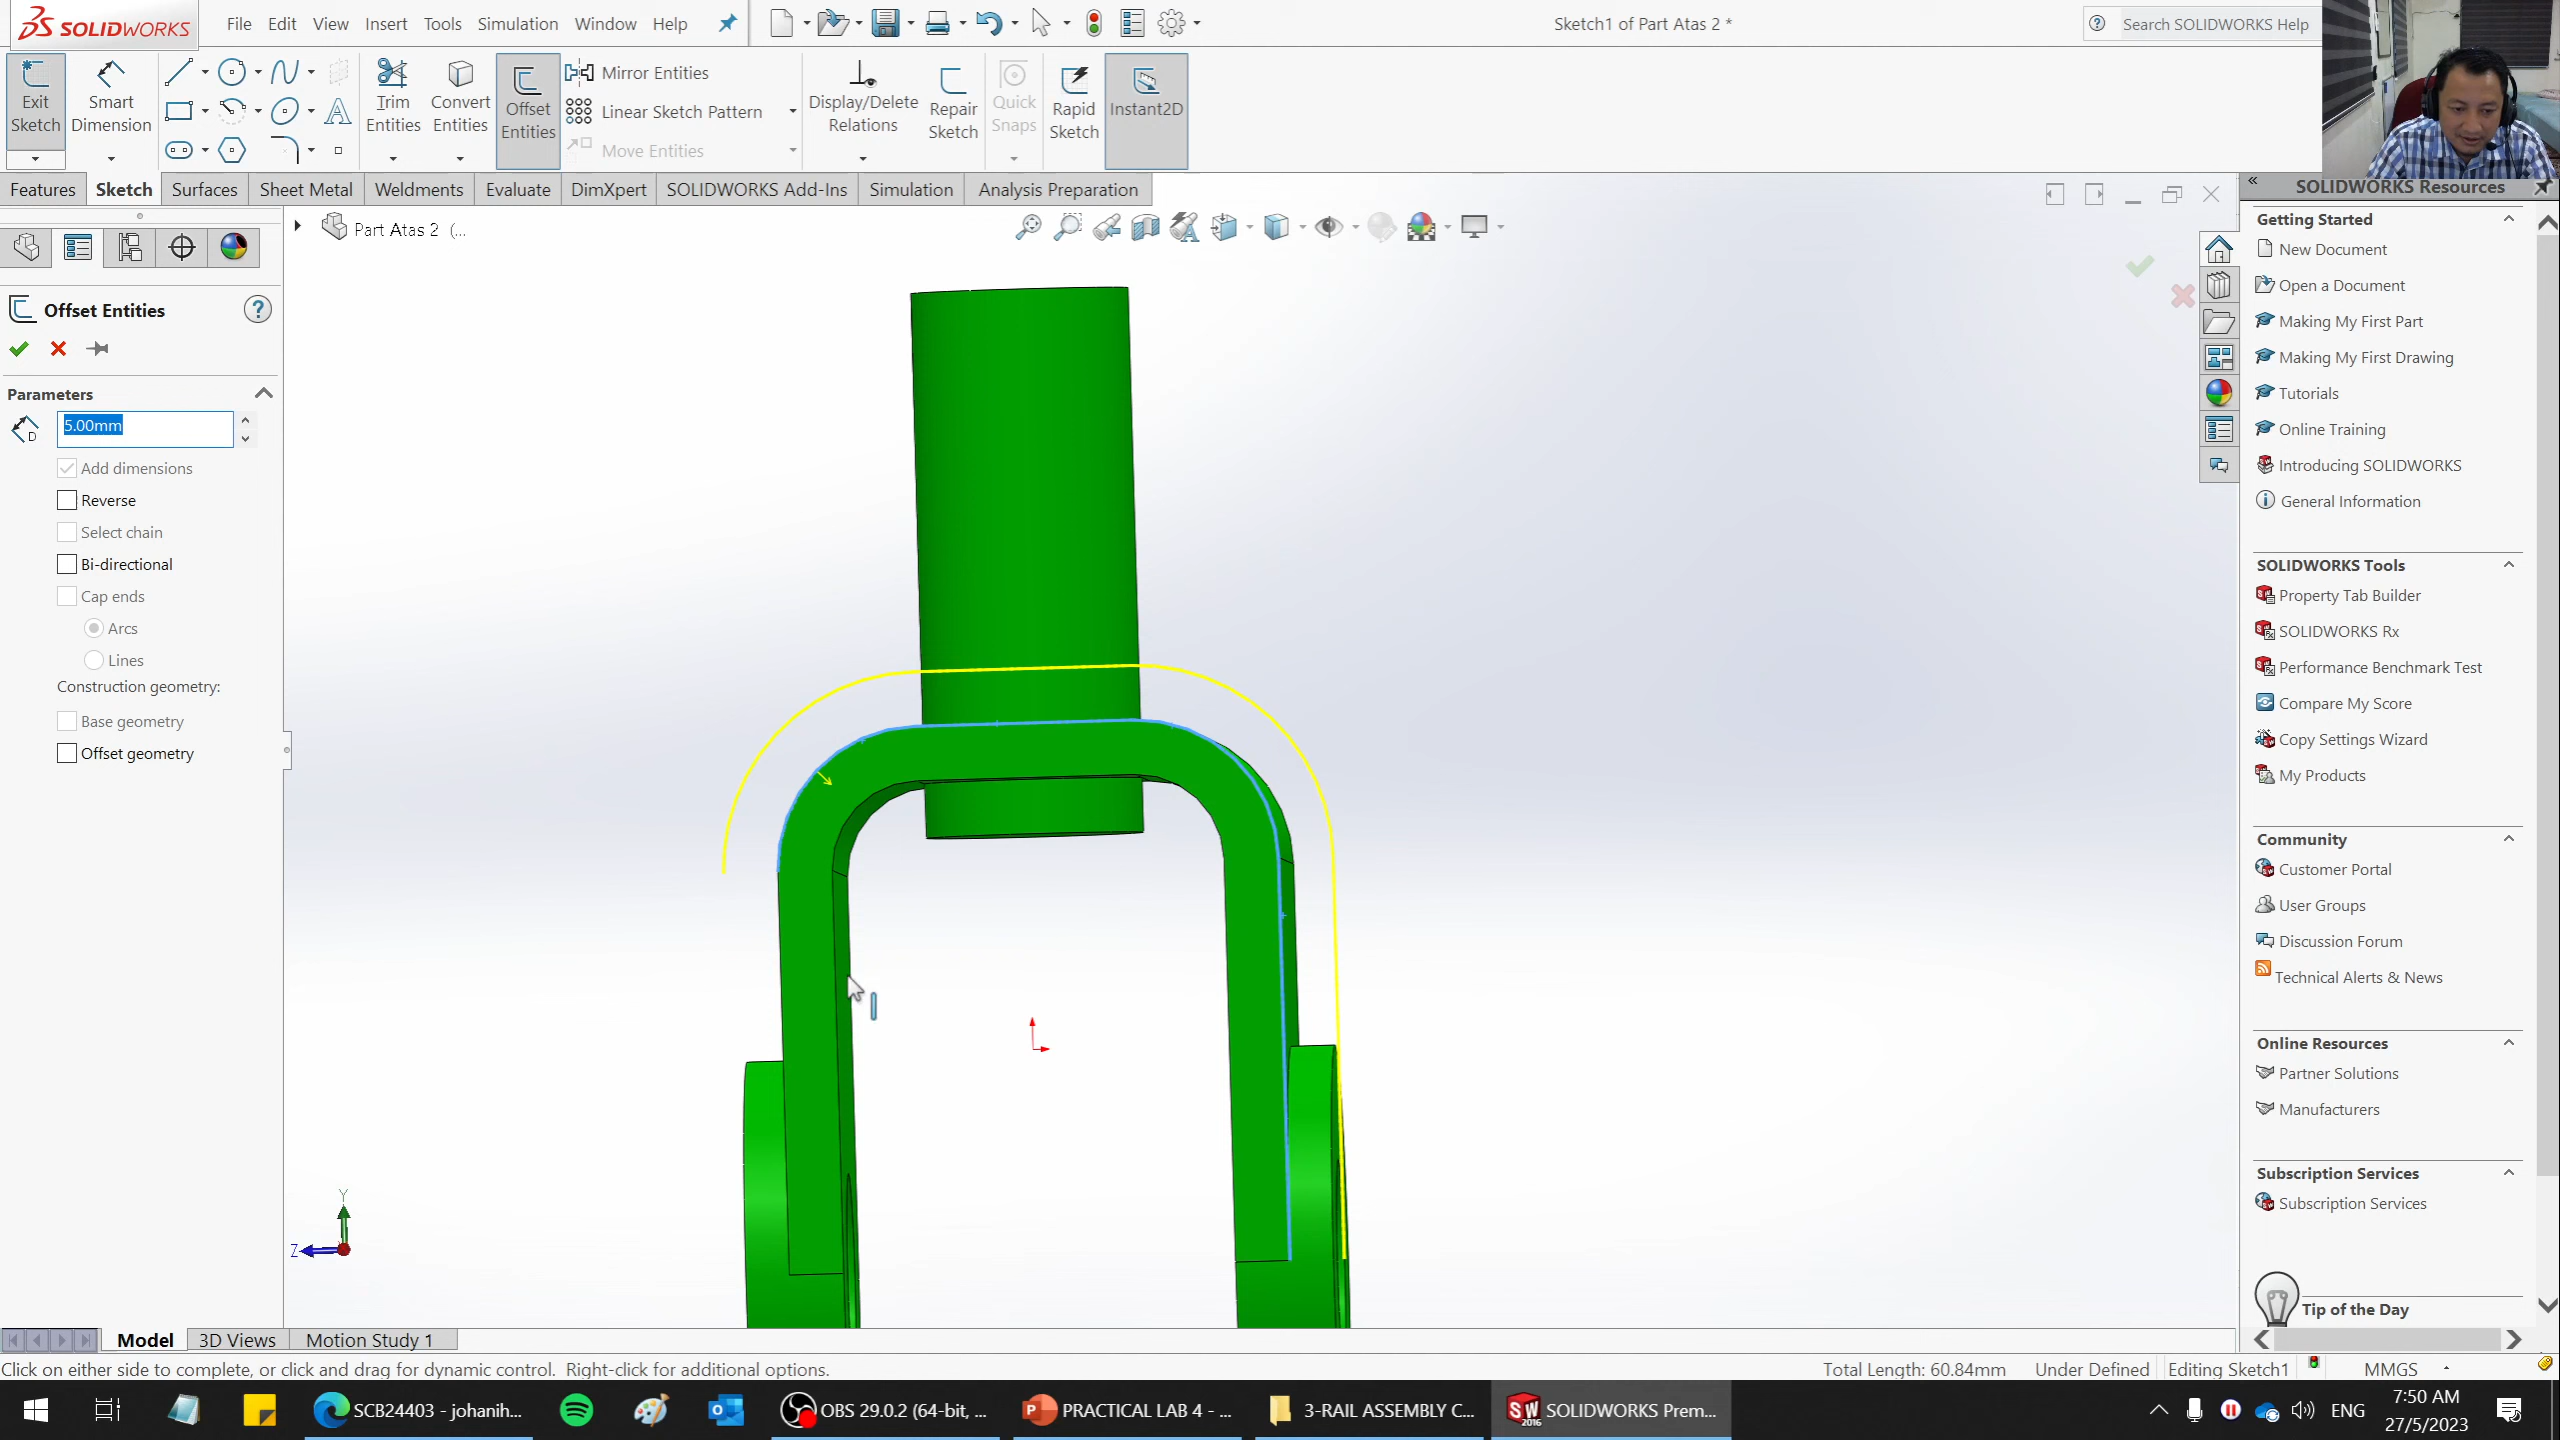 SOLIDWORKS File Edit View Insert Tools Simulation Window Help Sketch1 of Part Atas 2 * Search SOLIDWORKS Help
Exit Sketch
Smart Dimension
Trim Entities
Convert Entities
Offset Entities
Mirror Entities
Linear Sketch Pattern
Move Entities
Display/Delete Relations
Repair Sketch
Quick Snaps
Rapid Sketch
Instant2D
Features Sketch Surfaces Sheet Metal Weldments Evaluate DimXpert SOLIDWORKS Add-Ins Simulation Analysis Preparation
Part Atas 2 (...
Offset Entities
Parameters
5.00mm
Add dimensions
Reverse
Select chain
Bi-directional
Cap ends
Arcs
Lines
Construction geometry:
Base geometry
Offset geometry
Y
Z
SOLIDWORKS Resources
Getting Started
New Document
Open a Document
Making My First Part
Making My First Drawing
Tutorials
Online Training
Introducing SOLIDWORKS
General Information
SOLIDWORKS Tools
Property Tab Builder
SOLIDWORKS Rx
Performance Benchmark Test
Compare My Score
Copy Settings Wizard
My Products
Community
Customer Portal
User Groups
Discussion Forum
Technical Alerts & News
Online Resources
Partner Solutions
Manufacturers
Subscription Services
Subscription Services
Tip of the Day
Model 3D Views Motion Study 1
Click on either side to complete, or click and drag for dynamic control. Right-click for additional options. Total Length: 60.84mm Under Defined Editing Sketch1 MMGS
SCB24403 - johanih... OBS 29.0.2 (64-bit, ... PRACTICAL LAB 4 - ... 3-RAIL ASSEMBLY C... SW 2016 SOLIDWORKS Prem... ENG 7:50 AM
27/5/2023